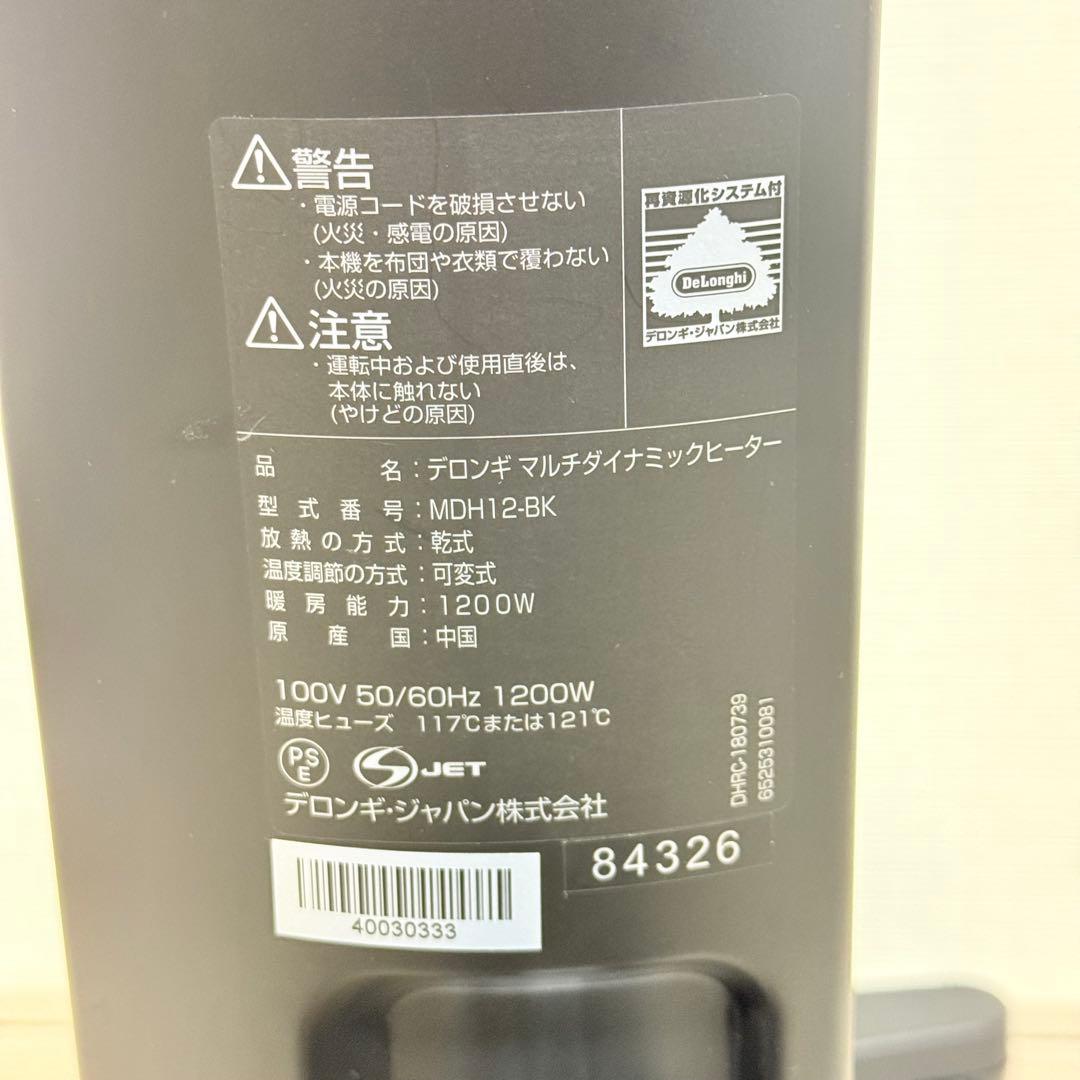 警告
・電源コードを破損させない
(火災・感電の原因)
・本機を布団や衣類で覆わない
(火災の原因)
注意
・運転中および使用直後は、
本体に触れない
(やけどの原因)
再資源化システム付
DeLonghi
デロンギ・ジャパン株式会社
品名：デロンギ マルチダイナミックヒーター
型式番号：MDH12-BK
放熱の方式：乾式
温度調節の方式：可変式
暖房能力：1200W
原産国：中国
100V 50/60Hz 1200W
温度ヒューズ 117℃または121℃
PSE
JET
デロンギ・ジャパン株式会社
DHRC-180739
6525310081
84326
40030333